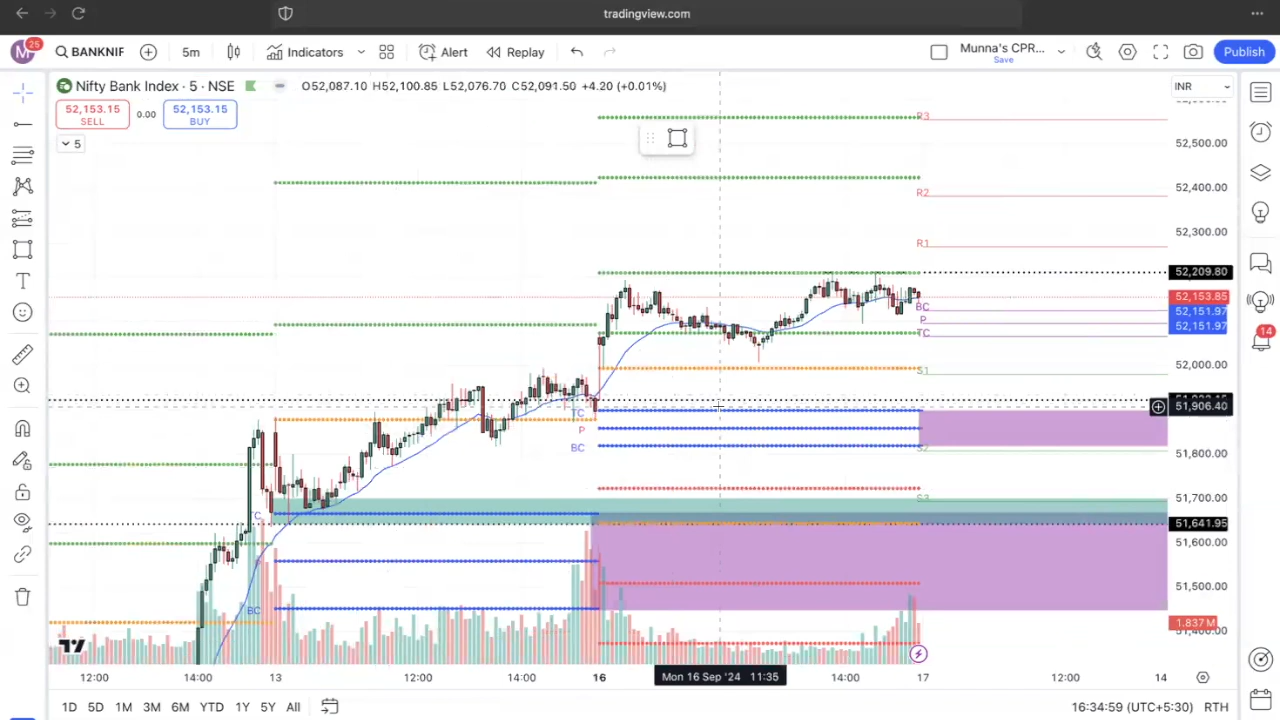 tradingview.com
M 25 BANKNIF 5m Indicators Alert Replay Munna's CPR... Save Publish
Nifty Bank Index · 5 · NSE O52,087.10 H52,100.85 L52,076.70 C52,091.50 +4.20 (+0.01%) INR
52,153.15 SELL 0.00 52,153.15 BUY
5
R3
52,500.00
R2 52,400.00
52,300.00
R1
52,209.80
52,153.85
BC 52,151.97
P
52,151.97
TC
52,000.00
S1
51,906.40
TC
P
BC
51,800.00
S2
51,700.00
S3
TC
51,641.95
51,600.00
51,500.00
BC
1.837 M
14
12:00 14:00 13 12:00 14:00 16 Mon 16 Sep '24 11:35 14:00 17 12:00 14
1D 5D 1M 3M 6M YTD 1Y 5Y All 16:34:59 (UTC+5:30) RTH